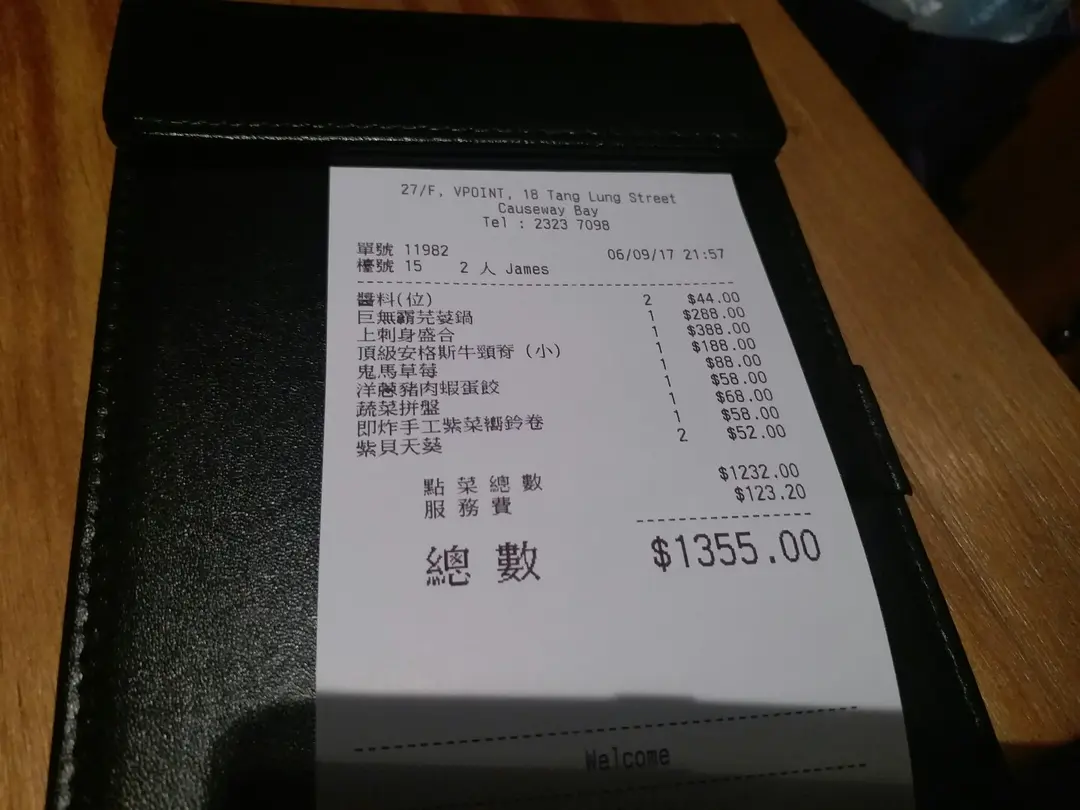 27/F, VPOINT, 18 Tang Lung Street
Causeway Bay
Tel : 2323 7098
單號 11982 06/09/17 21:57
檯號 15 2 人 James
醬料(位) 2 $44.00
巨無霸芫荽鍋 1 $288.00
上刺身盛合 1 $388.00
頂級安格斯牛頸脊 (小) 1 $188.00
鬼馬草莓 1 $88.00
洋蔥豬肉蝦蛋餃 1 $58.00
蔬菜拼盤 1 $68.00
即炸手工紫菜嚮鈴卷 1 $58.00
紫貝天葵 2 $52.00
點菜總數 $1232.00
服務費 $123.20
總數 $1355.00
Welcome